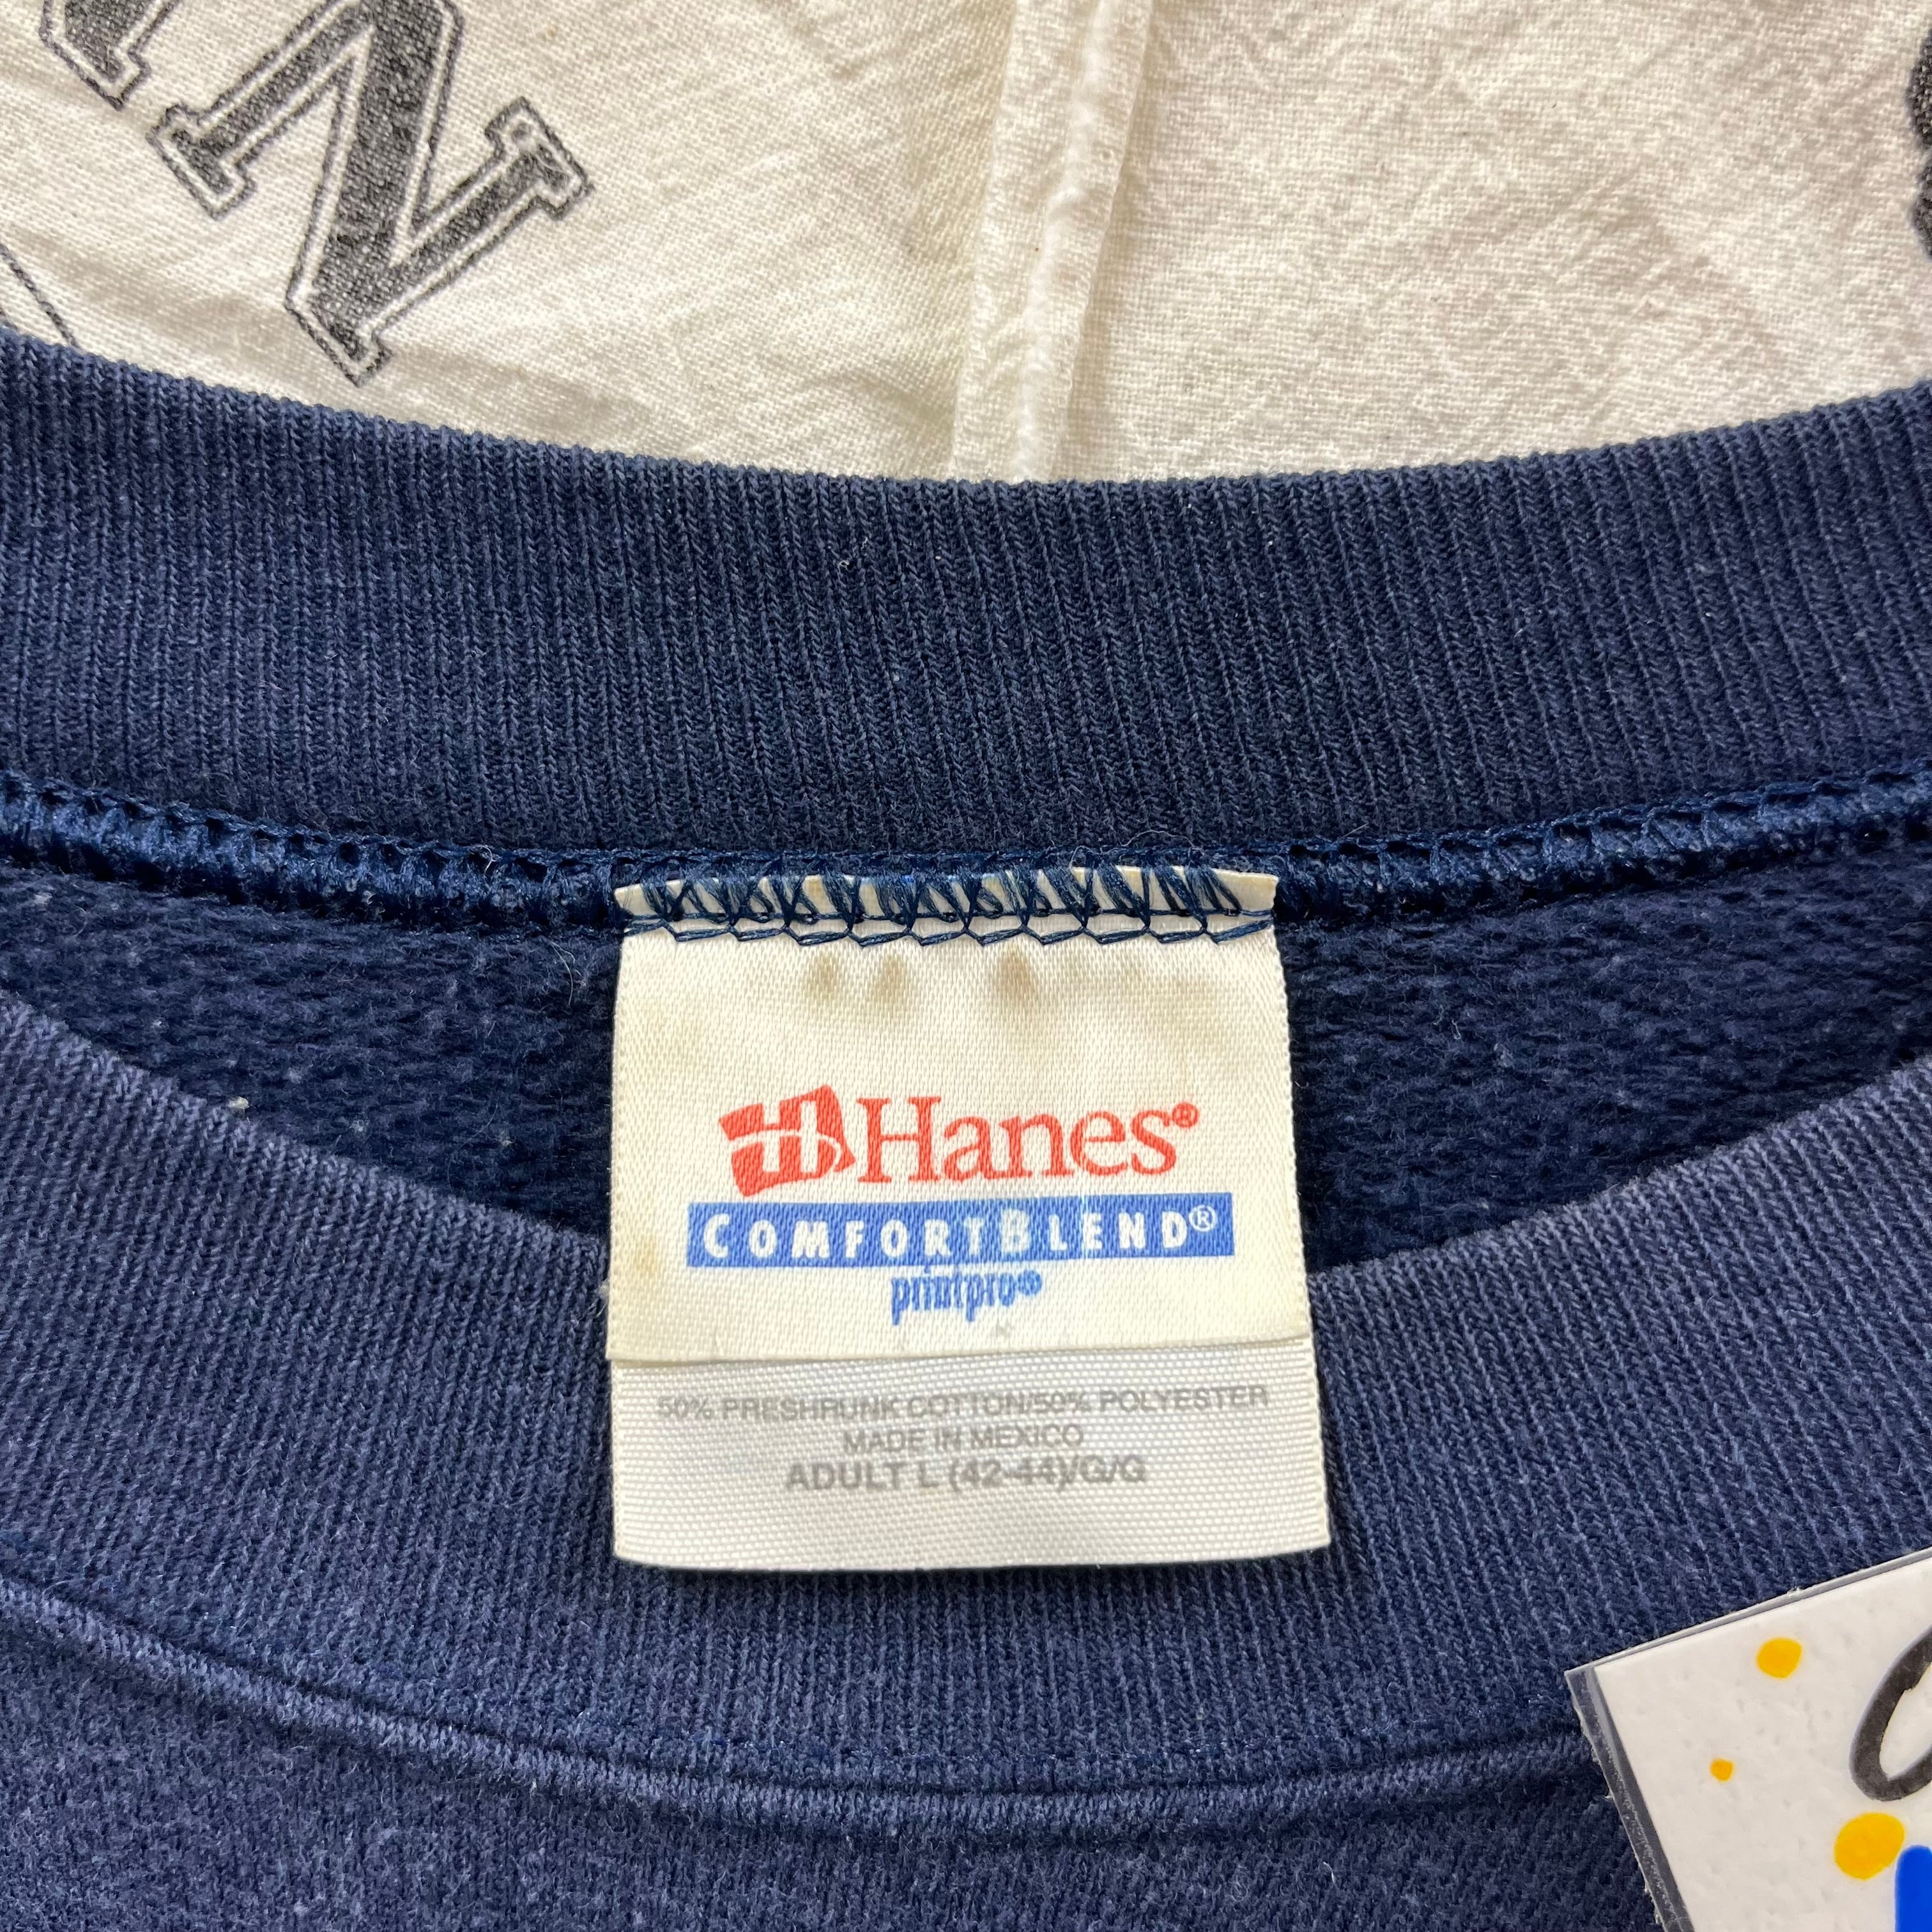 N
Hanes®
COMFORTBLEND®
printpro®
50% PRESHRUNK COTTON/50% POLYESTER
MADE IN MEXICO
ADULT L (42-44)/G/G